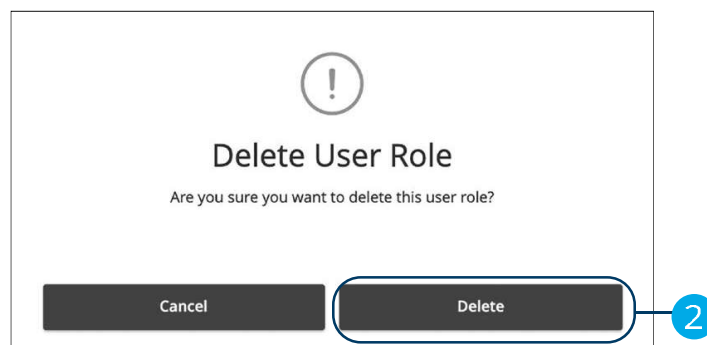 !
Delete User Role
Are you sure you want to delete this user role?
Cancel
Delete
2